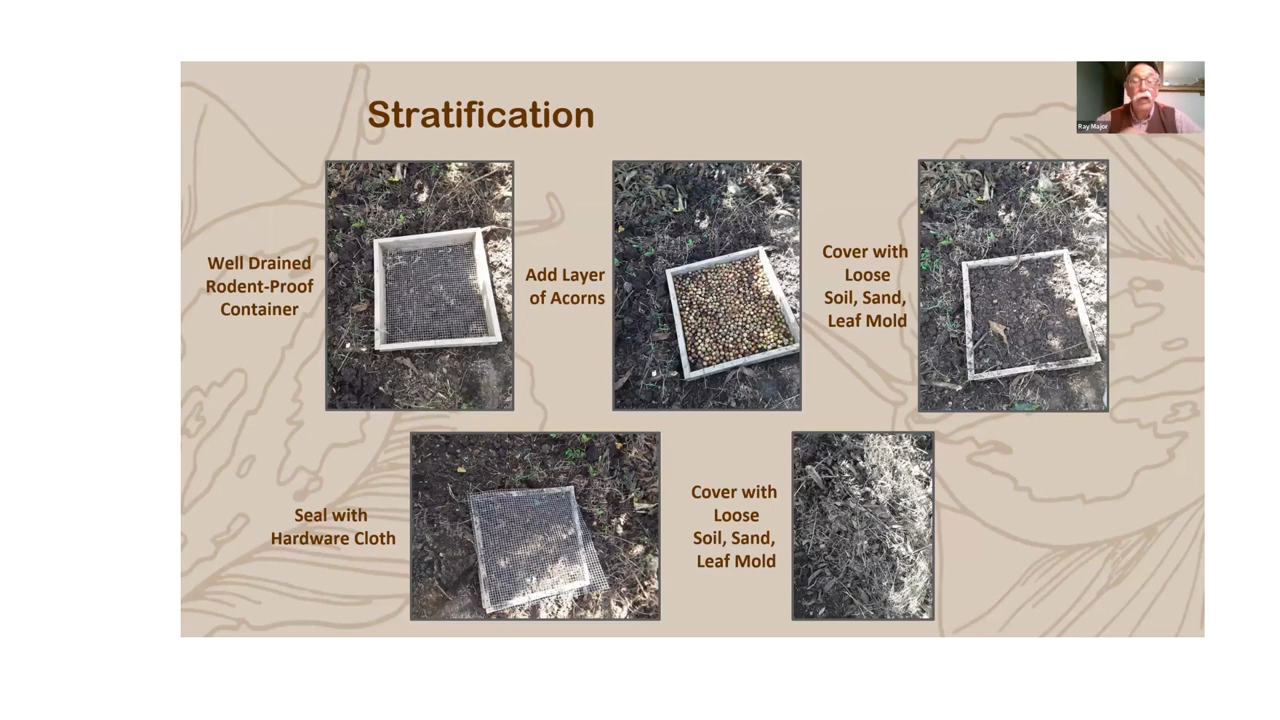 Stratification
Ray Major
Well Drained
Rodent-Proof
Container
Add Layer
of Acorns
Cover with
Loose
Soil, Sand,
Leaf Mold
Seal with
Hardware Cloth
Cover with
Loose
Soil, Sand,
Leaf Mold